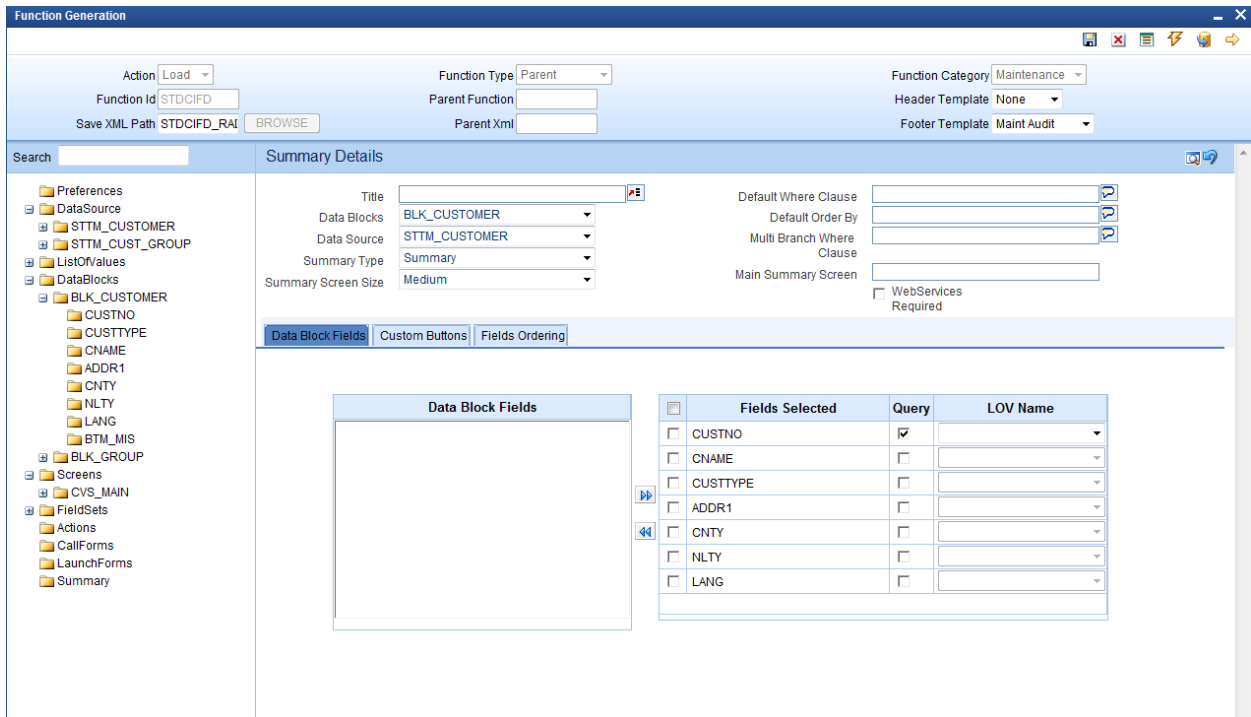 Function Generation
Action Load Function Type Parent Function Category Maintenance
Function Id STDCIFD Parent Function Header Template None
Save XML Path STDCIFD_RAD BROWSE Parent Xml Footer Template Maint Audit
Search
Summary Details
Preferences
DataSource
STTM_CUSTOMER
STTM_CUST_GROUP
ListOfValues
DataBlocks
BLK_CUSTOMER
CUSTNO
CUSTTYPE
CNAME
ADDR1
CNTY
NLTY
LANG
BTM_MIS
BLK_GROUP
Screens
CVS_MAIN
FieldSets
Actions
CallForms
LaunchForms
Summary
Title
Data Blocks BLK_CUSTOMER
Data Source STTM_CUSTOMER
Summary Type Summary
Summary Screen Size Medium
Default Where Clause
Default Order By
Multi Branch Where
Clause
Main Summary Screen
WebServices
Required
Data Block Fields Custom Buttons Fields Ordering
Data Block Fields
Fields Selected Query LOV Name
CUSTNO
CNAME
CUSTTYPE
ADDR1
CNTY
NLTY
LANG